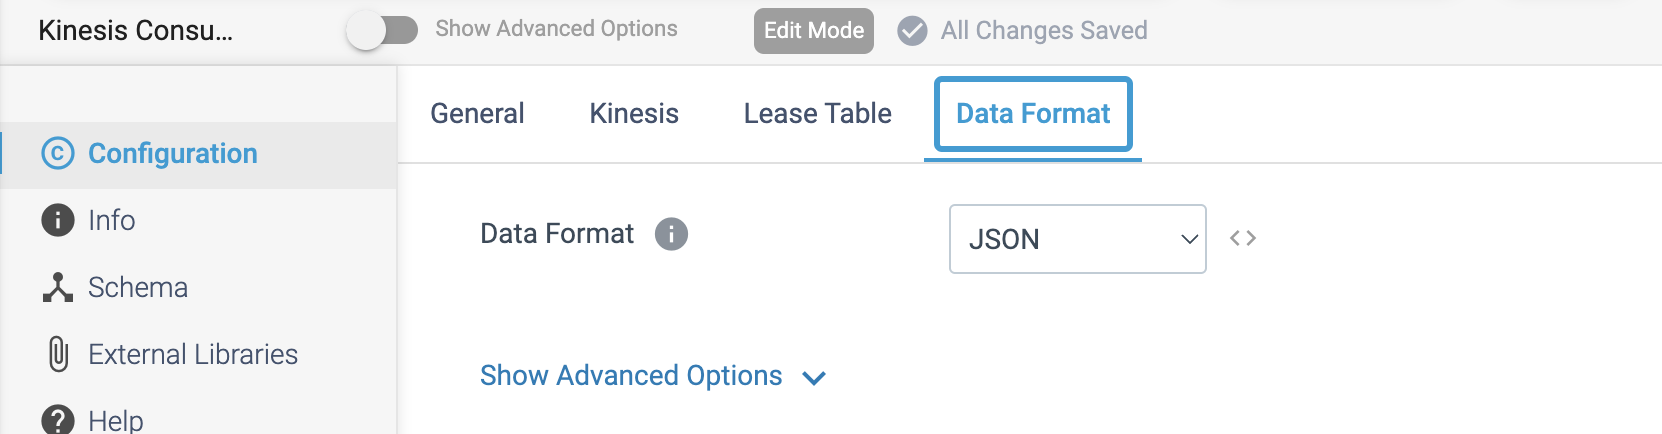 Kinesis Consu...
Show Advanced Options
Edit Mode
All Changes Saved
General
Kinesis
Lease Table
Data Format
Configuration
Info
Schema
External Libraries
Help
Data Format
JSON
Show Advanced Options